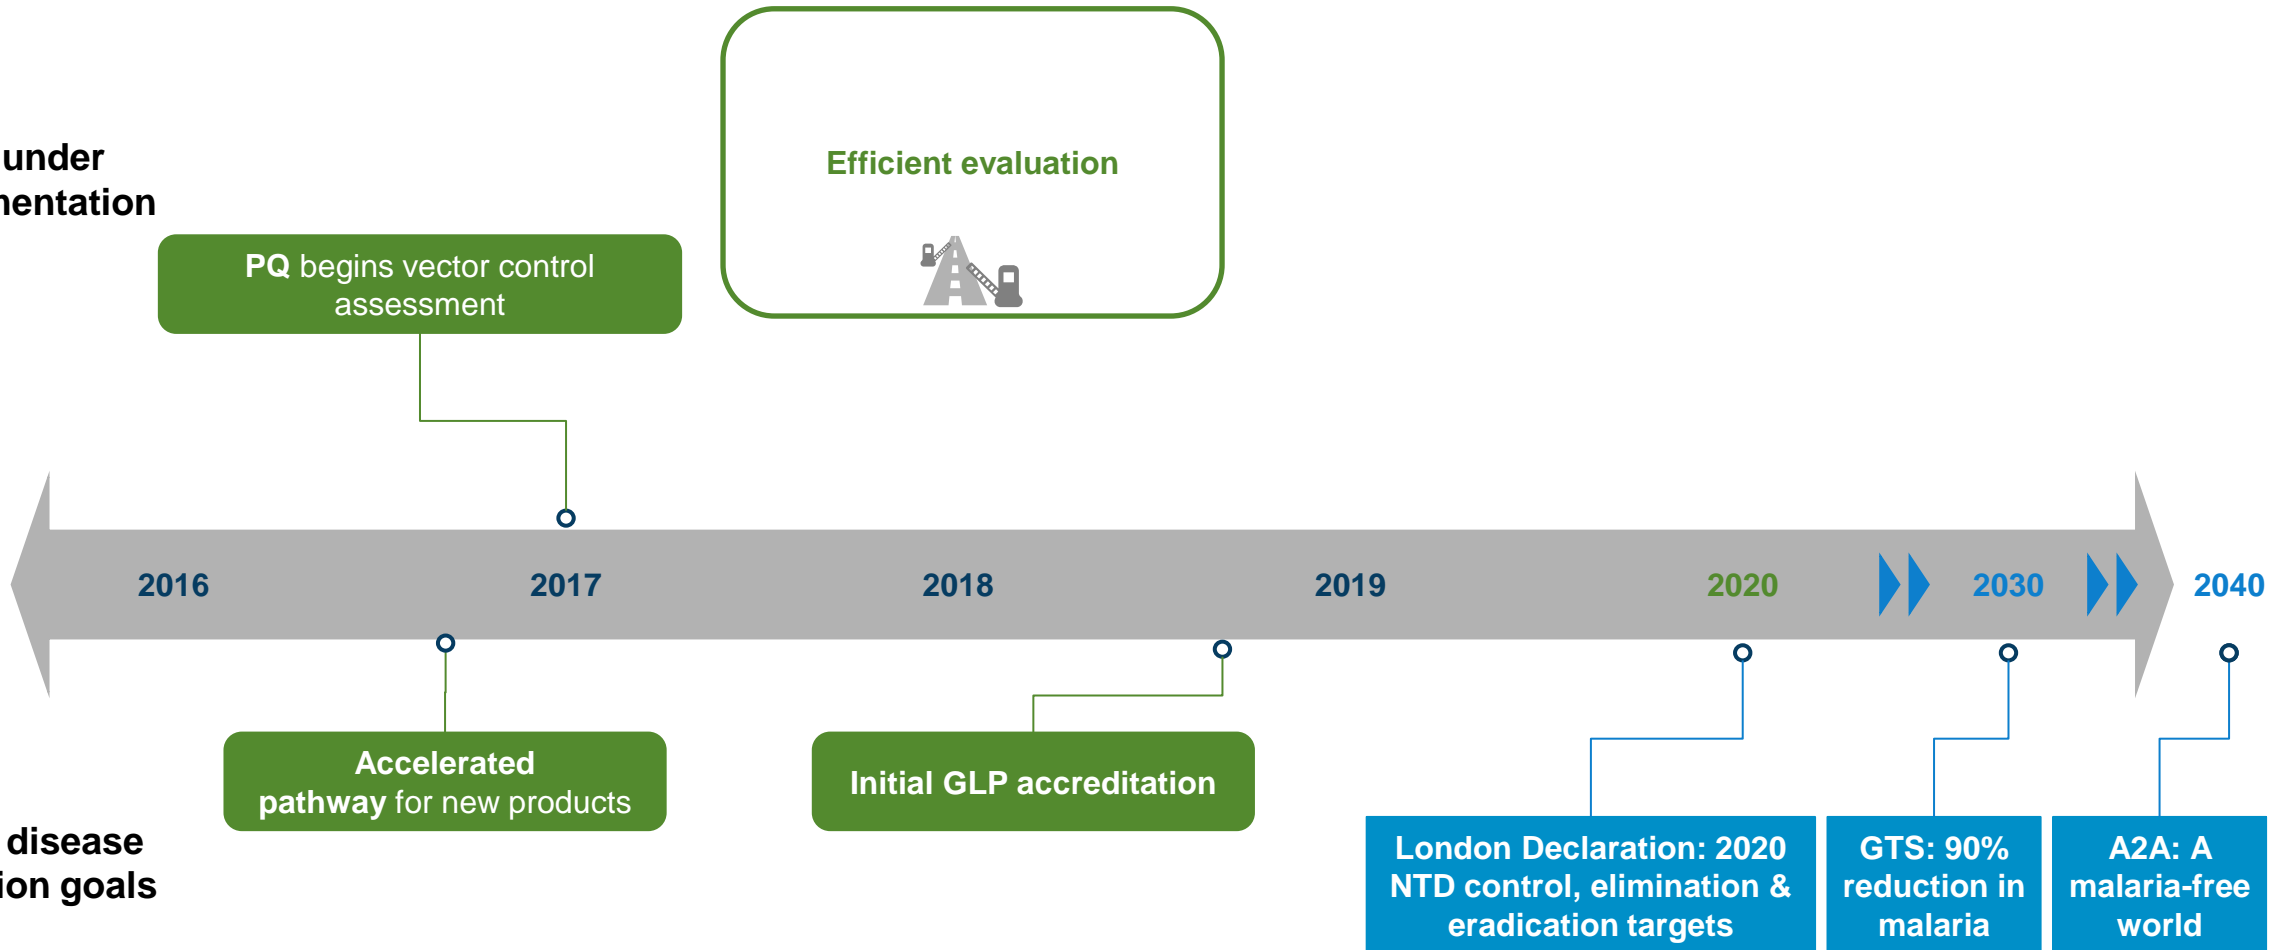 Efficient evaluation
under
mentation
PQ begins vector control
assessment
2016 2017 2018 2019 2020 2030 2040
Accelerated
pathway for new products
Initial GLP accreditation
disease
ion goals
London Declaration: 2020
NTD control, elimination &
eradication targets
GTS: 90%
reduction in
malaria
A2A: A
malaria-free
world